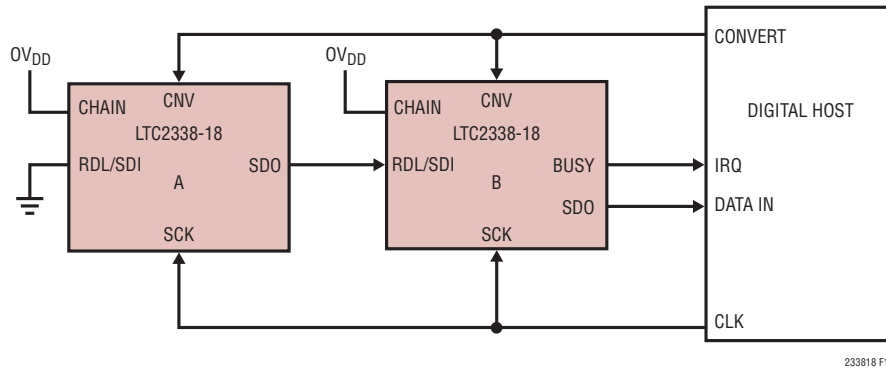 CONVERT
OVDD
OVDD
CHAIN
CNV
LTC2338-18
RDL/SDI
SDO
A
SCK
CHAIN
CNV
LTC2338-18
RDL/SDI
BUSY
B
SDO
SCK
DIGITAL HOST
IRQ
DATA IN
CLK